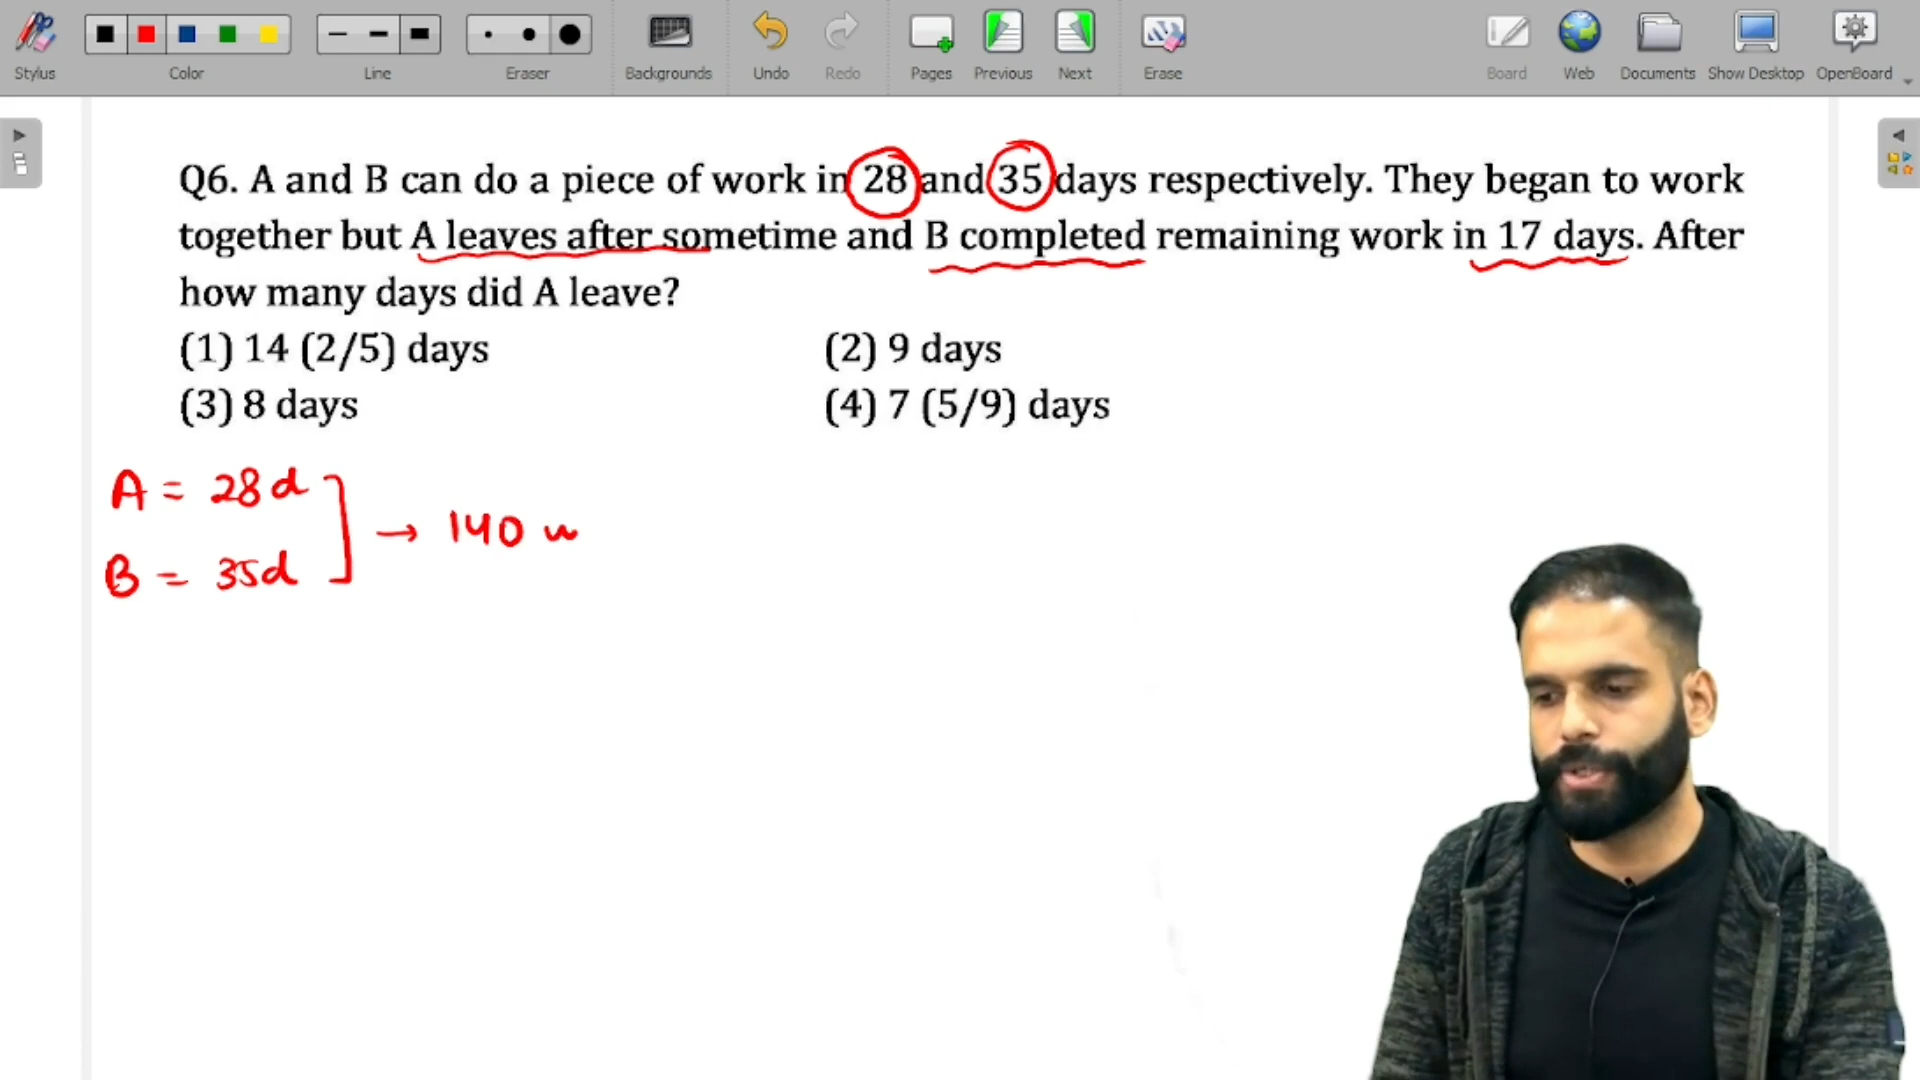 Stylus Color Line Eraser Backgrounds Undo Redo Pages Previous Next Erase Board Web Documents Show Desktop OpenBoard
Q6. A and B can do a piece of work in 28 and 35 days respectively. They began to work
together but A leaves after sometime and B completed remaining work in 17 days. After
how many days did A leave?
(1) 14 (2/5) days (2) 9 days
(3) 8 days (4) 7 (5/9) days
A = 28d
→ 140 w
B = 35d